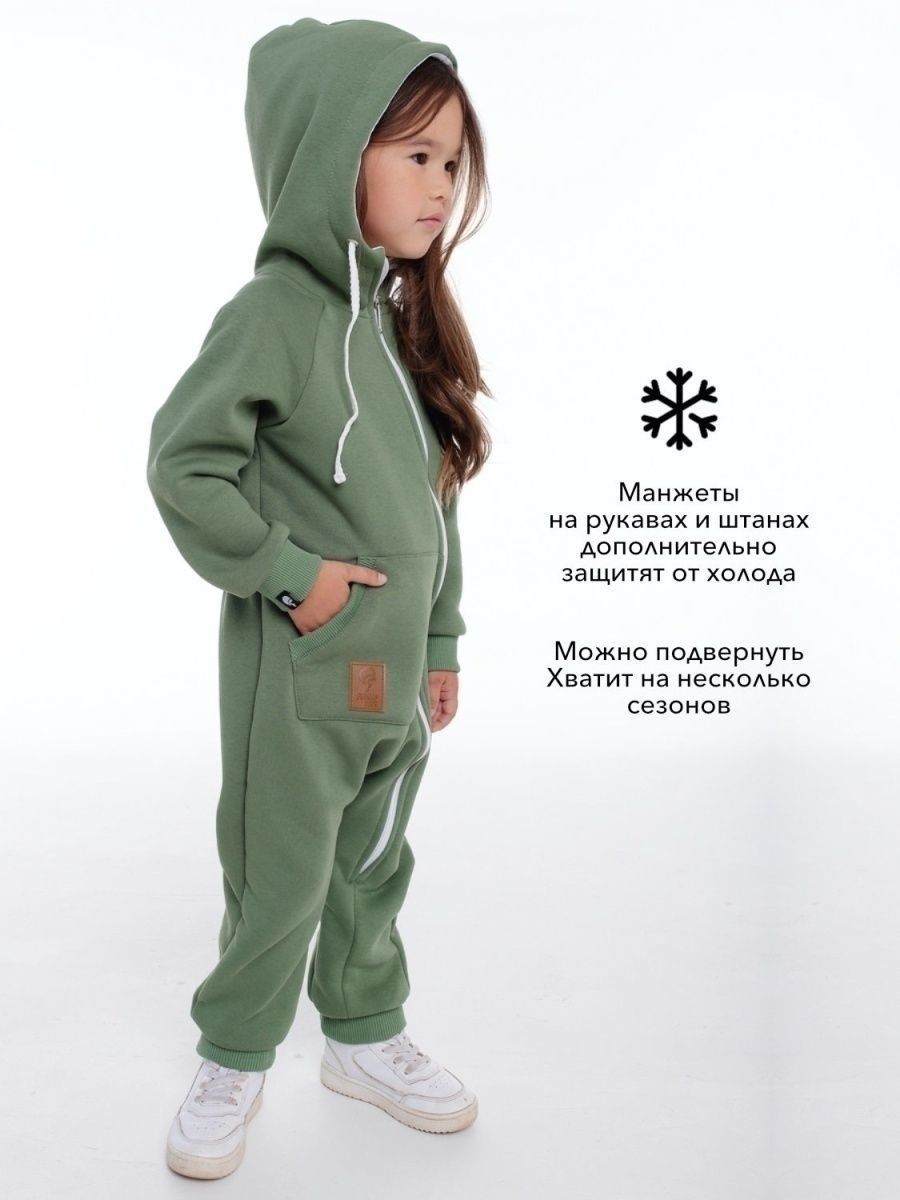 Манжеты
на рукавах и штанах
дополнительно
защитят от холода
Можно подвернуть
Хватит на несколько
сезонов